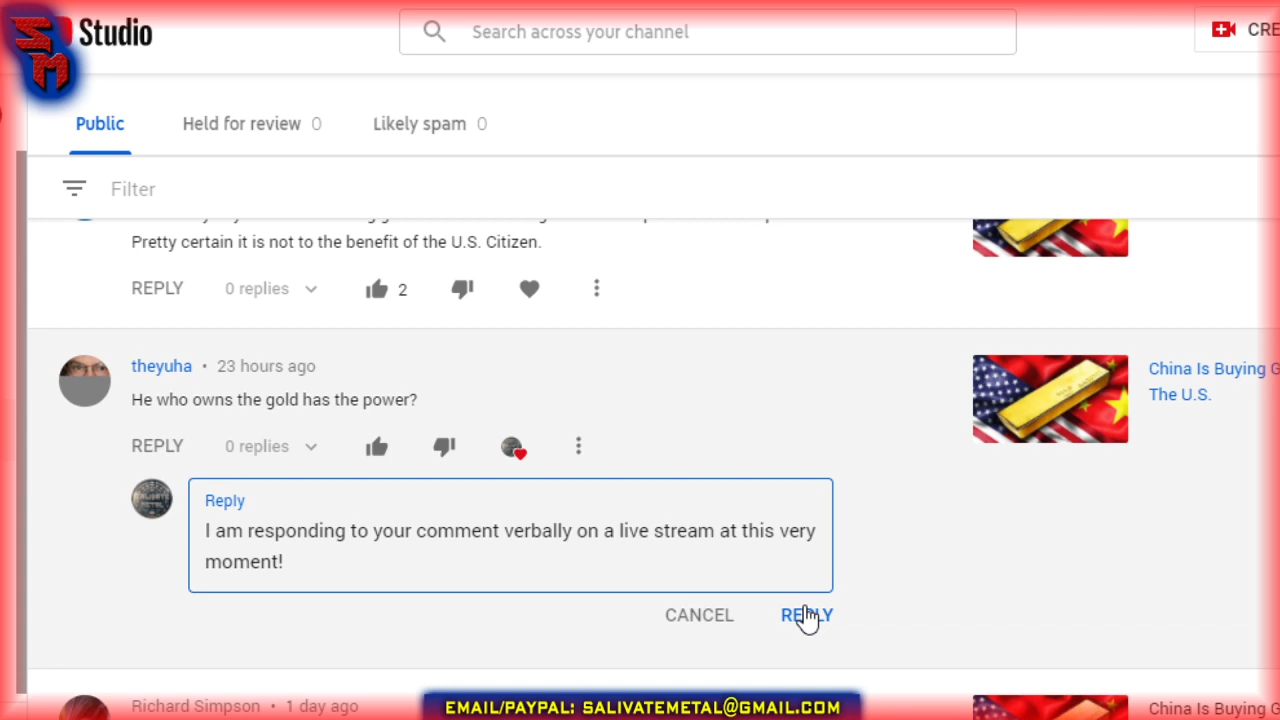 SM
Studio
Search across your channel
CRE
Public
Held for review 0
Likely spam 0
Filter
Pretty certain it is not to the benefit of the U.S. Citizen.
REPLY
0 replies
2
theyuha • 23 hours ago
China Is Buying G
He who owns the gold has the power?
The U.S.
REPLY
0 replies
Reply
I am responding to your comment verbally on a live stream at this very
moment!
CANCEL
REPLY
Richard Simpson • 1 day ago
China Is Buying G
EMAIL/PAYPAL: SALIVATEMETAL@GMAIL.COM